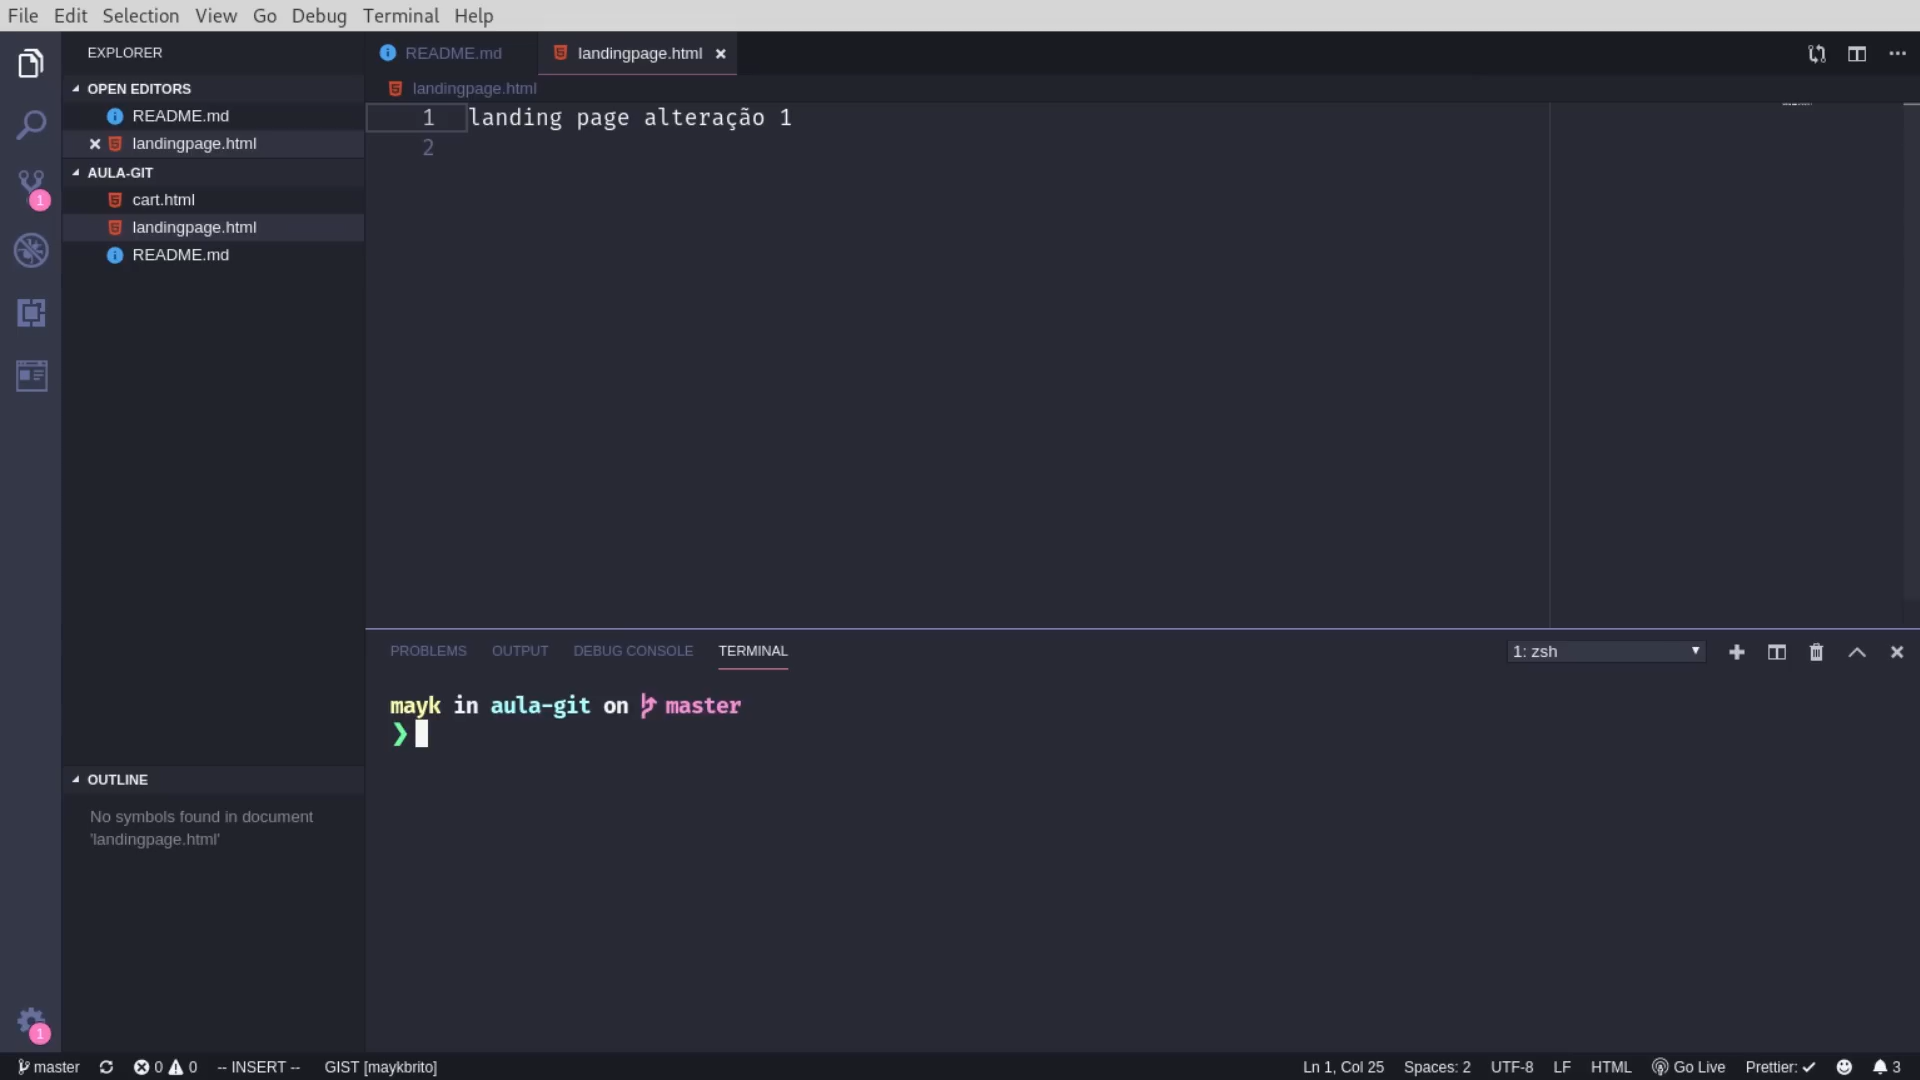 File Edit Selection View Go Debug Terminal Help
EXPLORER
OPEN EDITORS
README.md
landingpage.html
AULA-GIT
1
cart.html
landingpage.html
README.md
OUTLINE
No symbols found in document
'landingpage.html'
1
README.md landingpage.html
landingpage.html
1 landing page alteração 1
2
PROBLEMS OUTPUT DEBUG CONSOLE TERMINAL 1: zsh
mayk in aula-git on master
❯
master 0 0 -- INSERT -- GIST [maykbrito] Ln 1, Col 25 Spaces: 2 UTF-8 LF HTML Go Live Prettier: ✓ 3